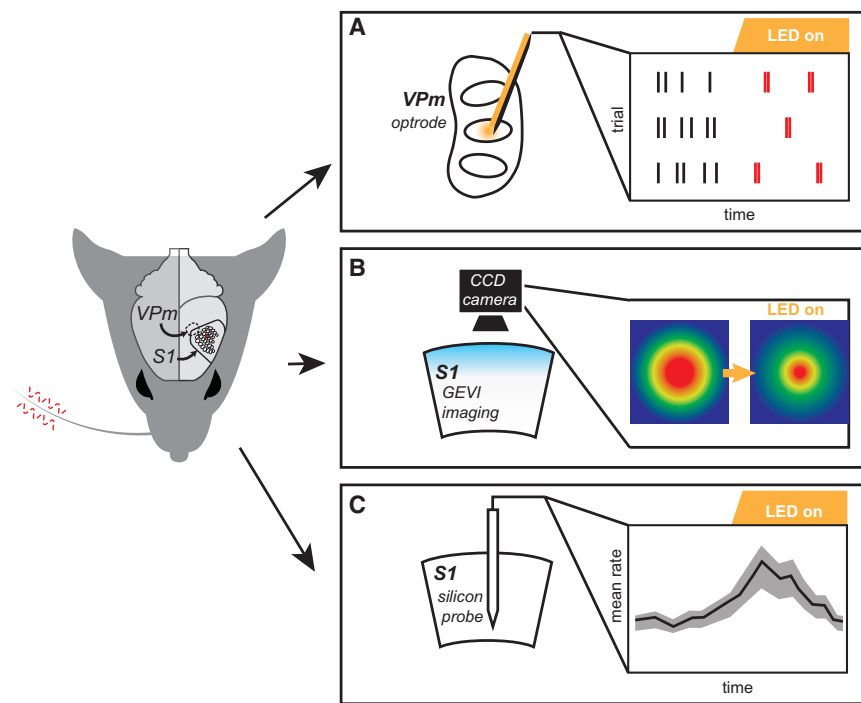 VPm
S1
A
VPm
optrode
LED on
trial
time
B
CCD
camera
S1
GEVI
imaging
LED on
C
S1
silicon
probe
LED on
mean rate
time